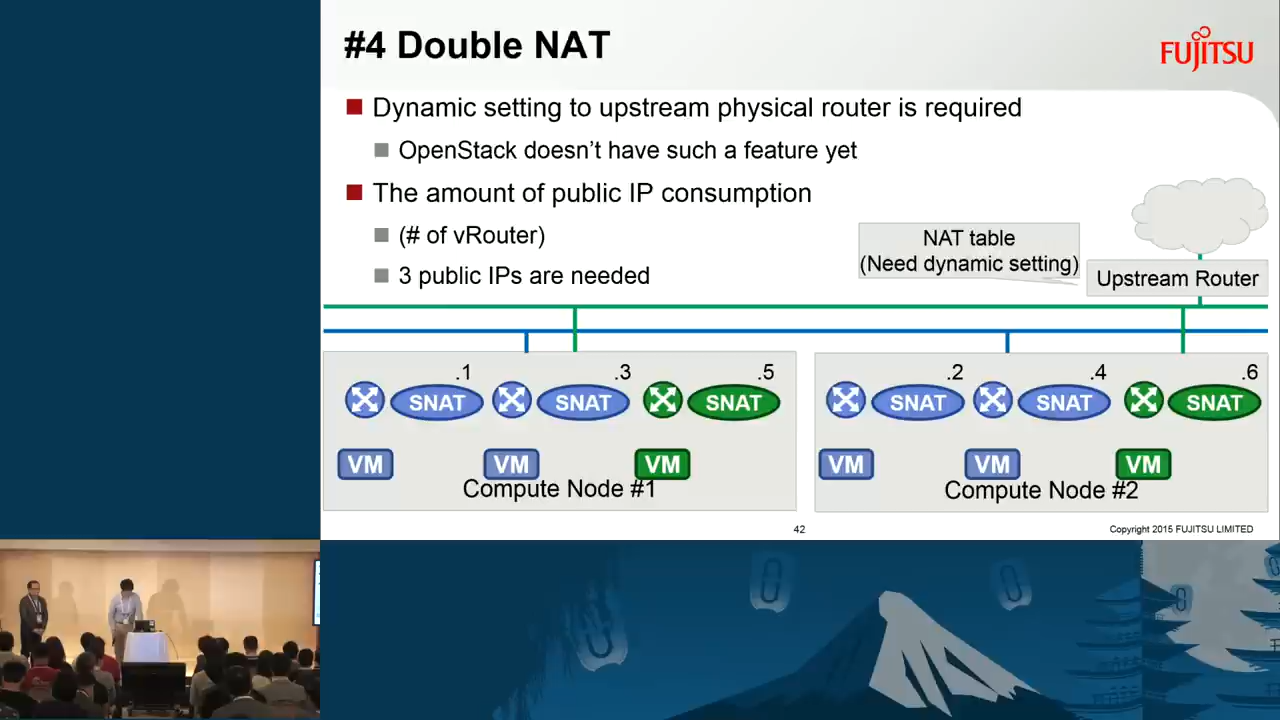 #4 Double NAT
FUJITSU
Dynamic setting to upstream physical router is required
OpenStack doesn’t have such a feature yet
The amount of public IP consumption
(# of vRouter)
3 public IPs are needed
NAT table
(Need dynamic setting)
Upstream Router
.1
.3
.5
SNAT
SNAT
SNAT
VM
VM
VM
Compute Node #1
.2
.4
.6
SNAT
SNAT
SNAT
VM
VM
VM
Compute Node #2
42
Copyright 2015 FUJITSU LIMITED